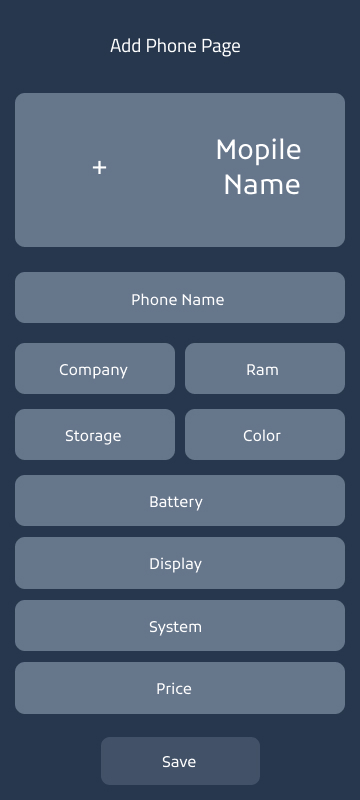 Add Phone Page
+
Mopile
Name
Phone Name
Company
Ram
Storage
Color
Battery
Display
System
Price
Save